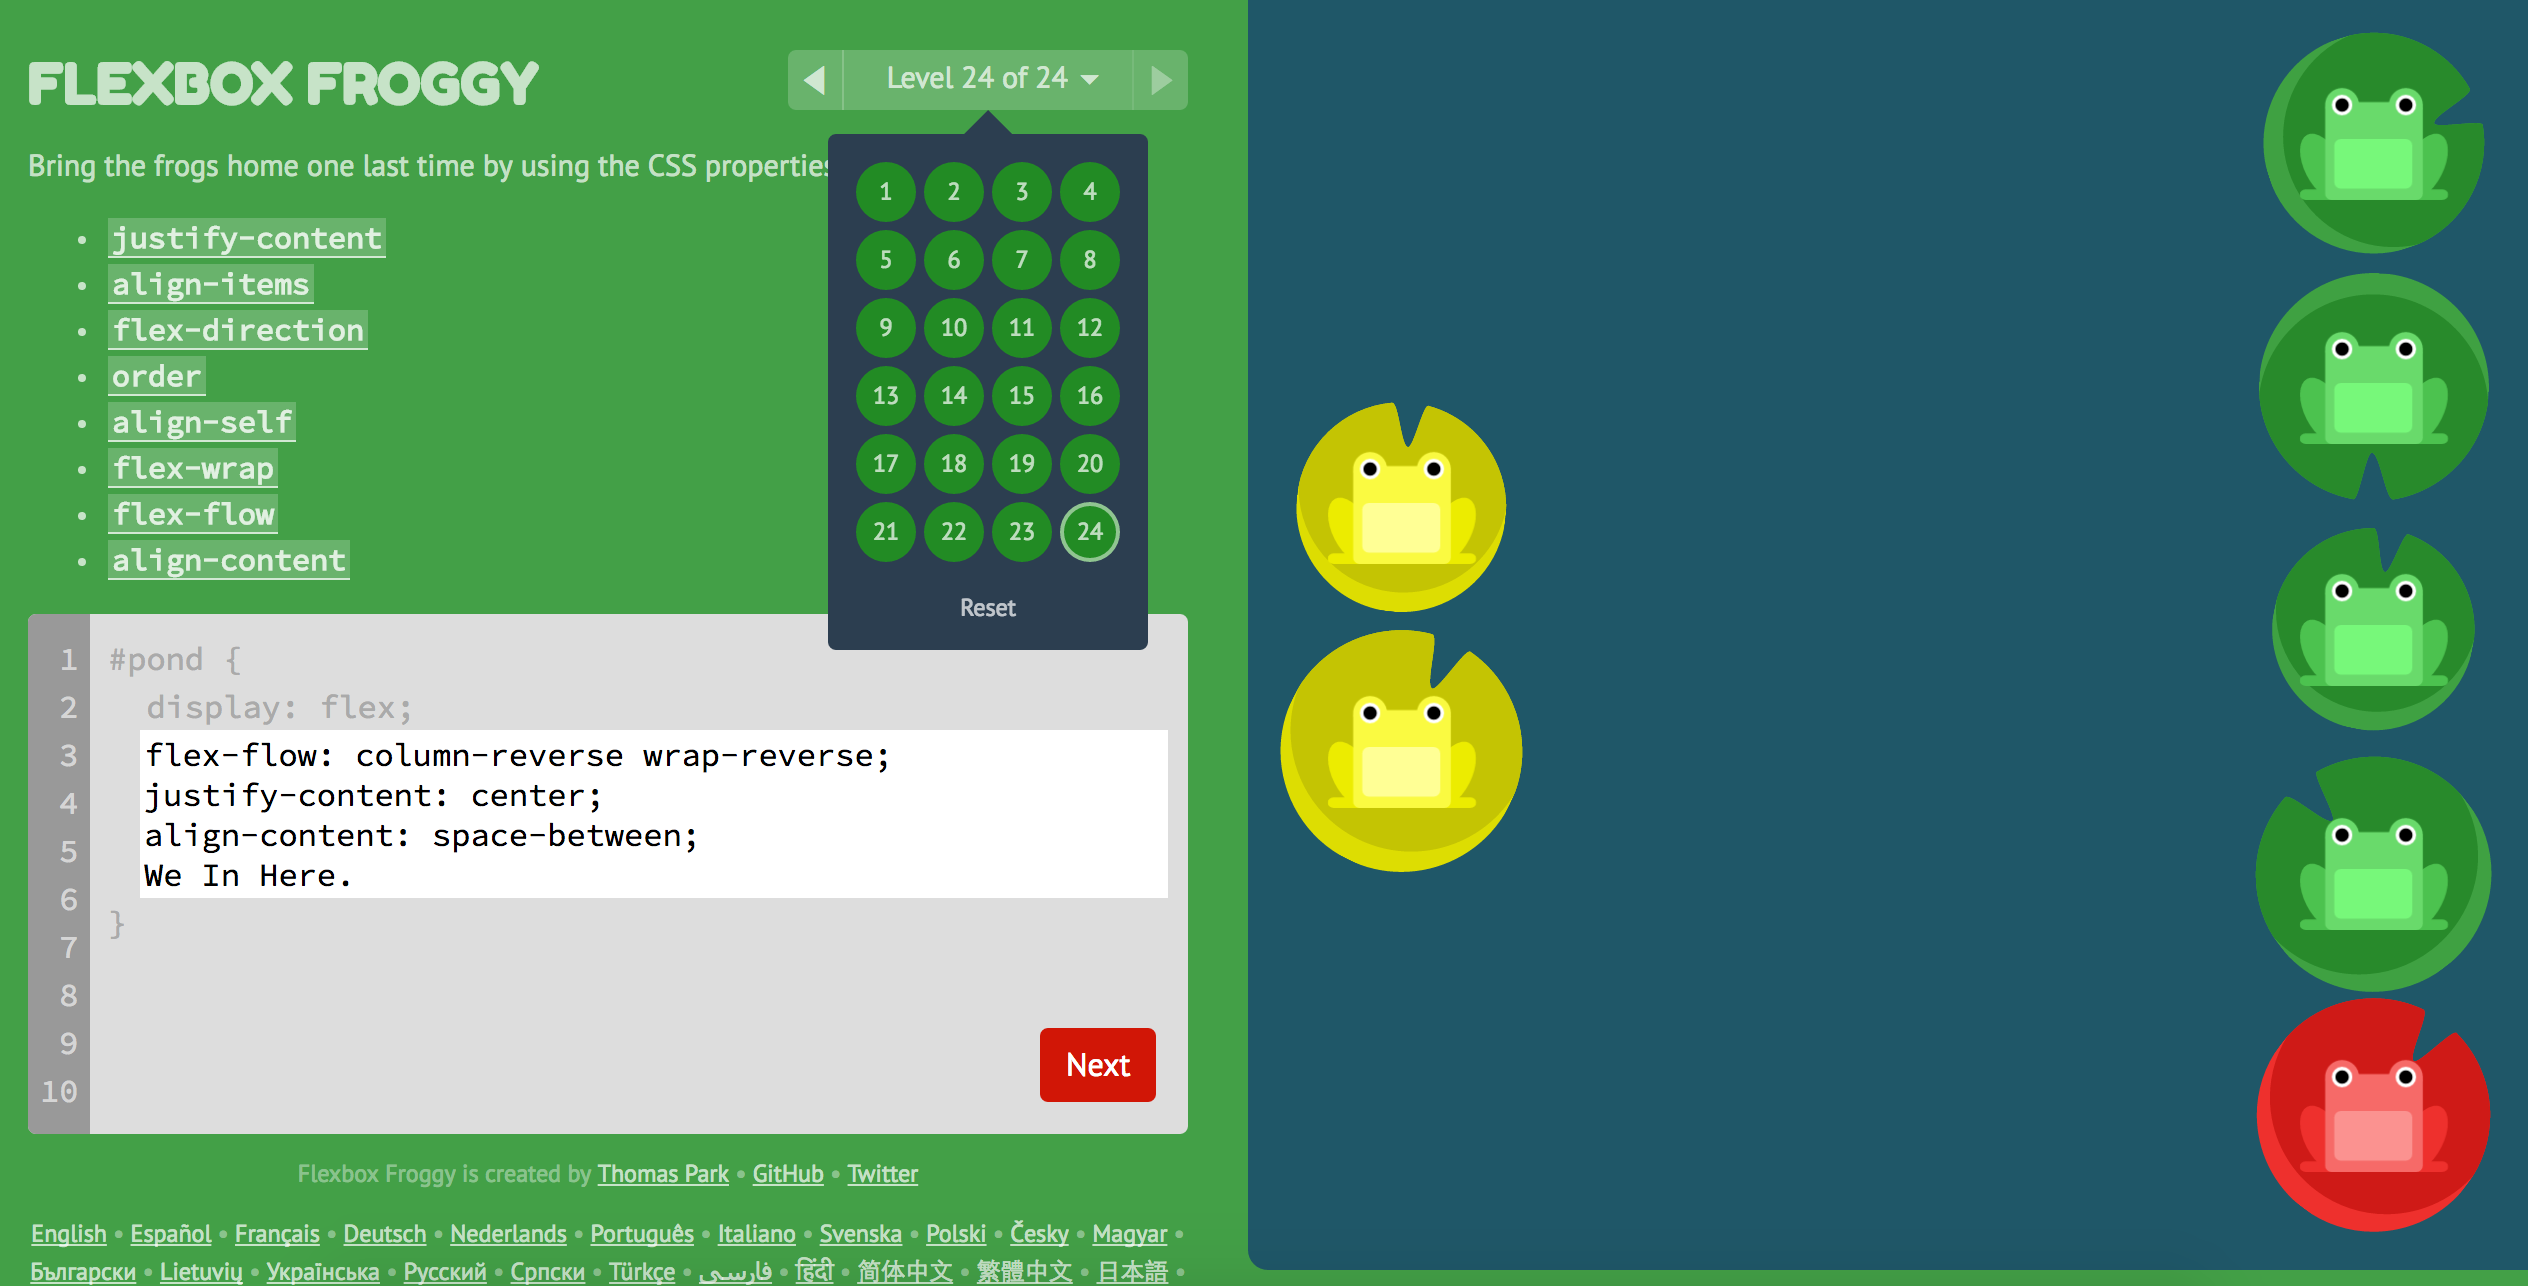 FLEXBOX FROGGY
Level 24 of 24
Bring the frogs home one last time by using the CSS properties
justify-content
align-items
flex-direction
order
align-self
flex-wrap
flex-flow
align-content
1 2 3 4
5 6 7 8
9 10 11 12
13 14 15 16
17 18 19 20
21 22 23 24
Reset
1 #pond {
2 display: flex;
3 flex-flow: column-reverse wrap-reverse;
4 justify-content: center;
5 align-content: space-between;
6 We In Here.
7 }
8
9
10
Next
Flexbox Froggy is created by Thomas Park • GitHub • Twitter
English • Español • Français • Deutsch • Nederlands • Português • Italiano • Svenska • Polski • Česky • Magyar •
Български • Lietuvių • Українська • Русский • Српски • Türkçe • فارسی • हिंदी • 简体中文 • 繁體中文 • 日本語 •